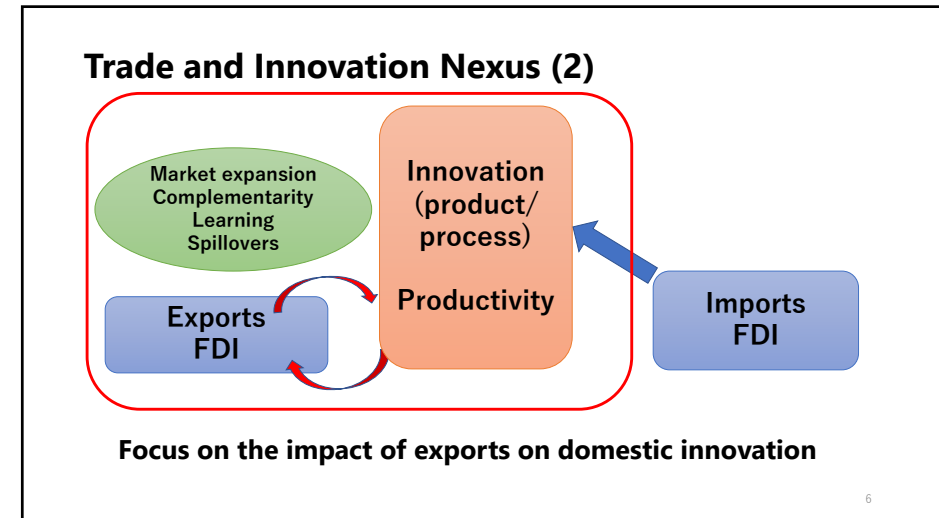 Trade and Innovation Nexus (2)
Market expansion
Complementarity
Learning
Spillovers
Exports
FDI
Innovation
(product/
process)
Productivity
Imports
FDI
Focus on the impact of exports on domestic innovation
6